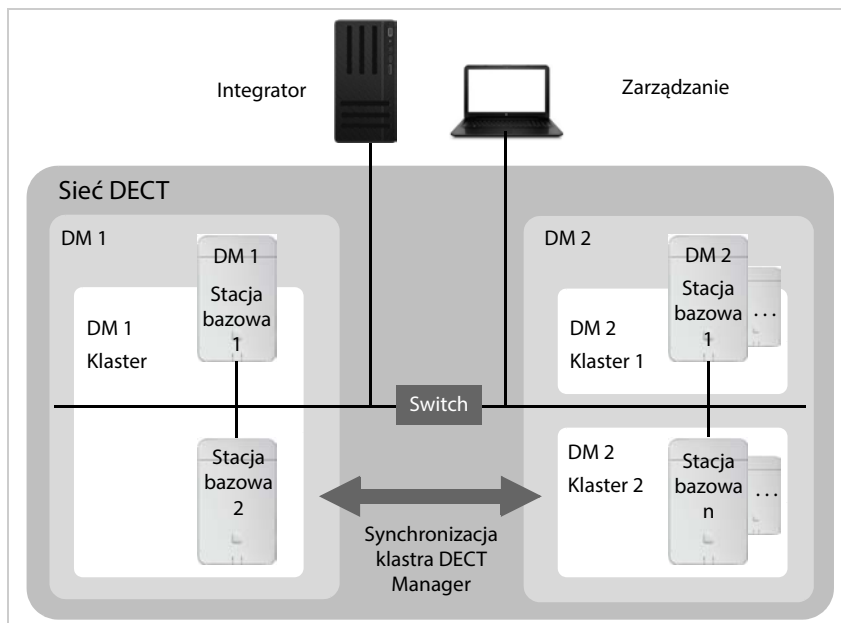 Integrator
Zarządzanie
Sieć DECT
DM 1
DM 1
Stacja
bazowa
1
DM 1
Klaster
DM 2
DM 2
Stacja
bazowa
1
...
DM 2
Klaster 1
Switch
Stacja
bazowa
2
DM 2
Klaster 2
Stacja
bazowa
n
...
Synchronizacja
klastra DECT
Manager